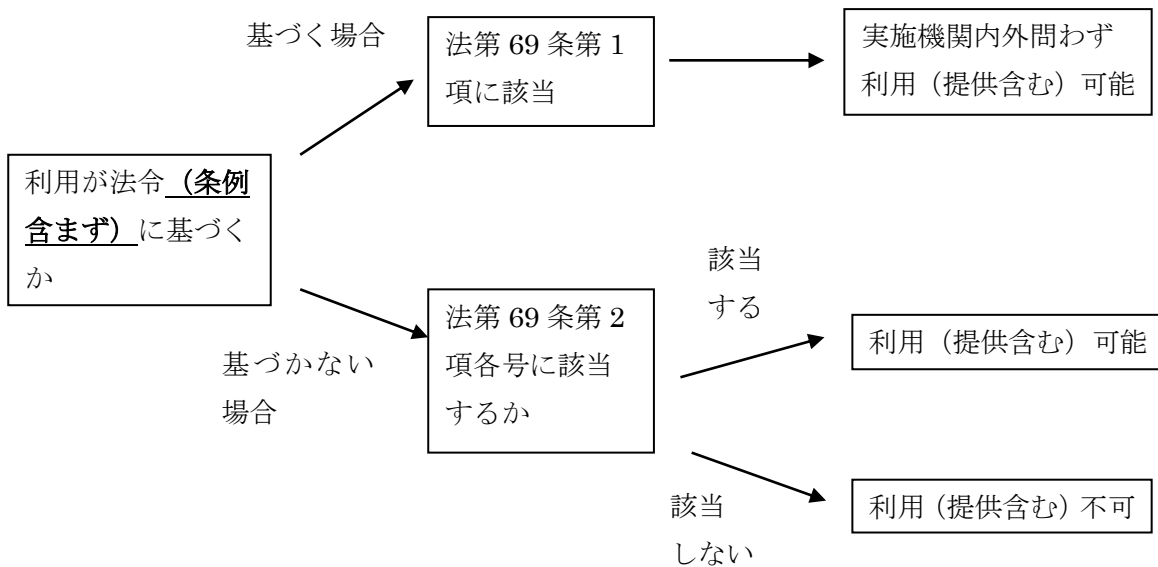 基づく場合
法第 69 条第 1
項に該当
実施機関内外問わず
利用（提供含む）可能
利用が法令（条例
含まず）に基づく
か
基づかない
場合
法第 69 条第 2
項各号に該当
するか
該当
する
利用（提供含む）可能
該当
しない
利用（提供含む）不可